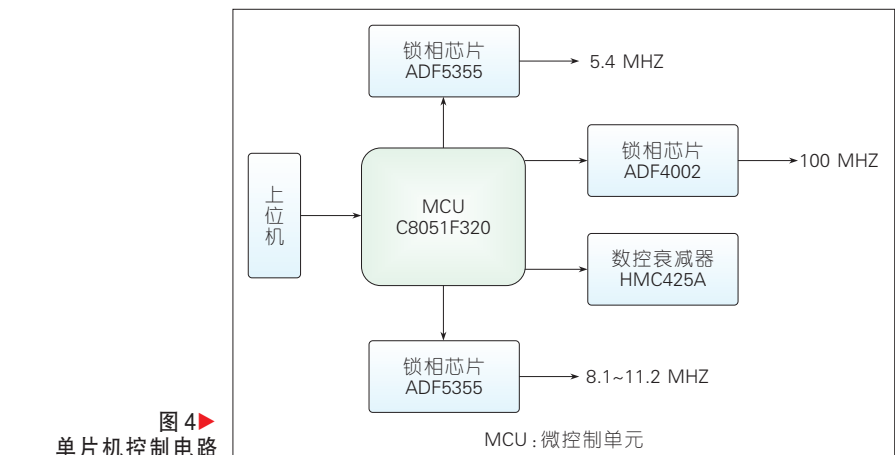 锁相芯片
ADF5355
5.4 MHZ
锁相芯片
ADF4002
100 MHZ
上
位
机
MCU
C8051F320
数控衰减器
HMC425A
锁相芯片
ADF5355
8.1~11.2 MHZ
MCU:微控制单元
图4▶
单片机控制电路